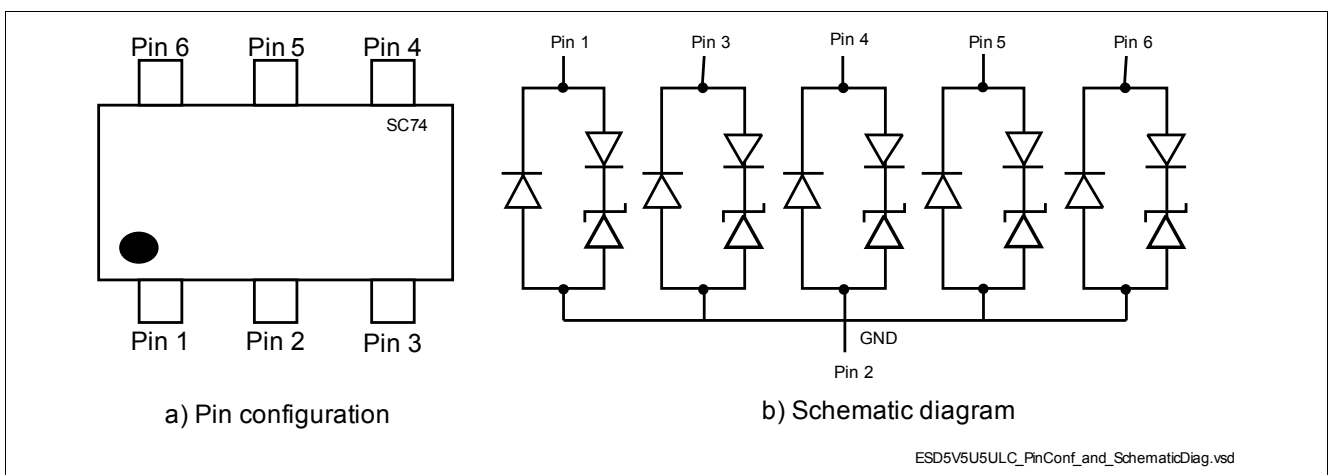 Pin 6 Pin 5 Pin 4
SC74
Pin 1 Pin 2 Pin 3
a) Pin configuration
Pin 1 Pin 3 Pin 4 Pin 5 Pin 6
GND
Pin 2
b) Schematic diagram
ESD5V5U5ULC_PinConf_and_SchematicDiag.vsd